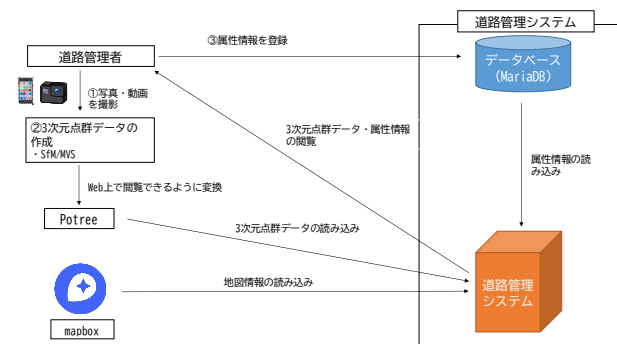 道路管理システム
③属性情報を登録
道路管理者
データベース
(MariaDB)
①写真・動画
を撮影
②3次元点群データの
作成
・SfM/MVS
3次元点群データ・属性情報
の閲覧
属性情報の読
み込み
Web上で閲覧できるように変換
Potree
3次元点群データの読み込み
地図情報の読み込み
道路管理
システム
mapbox